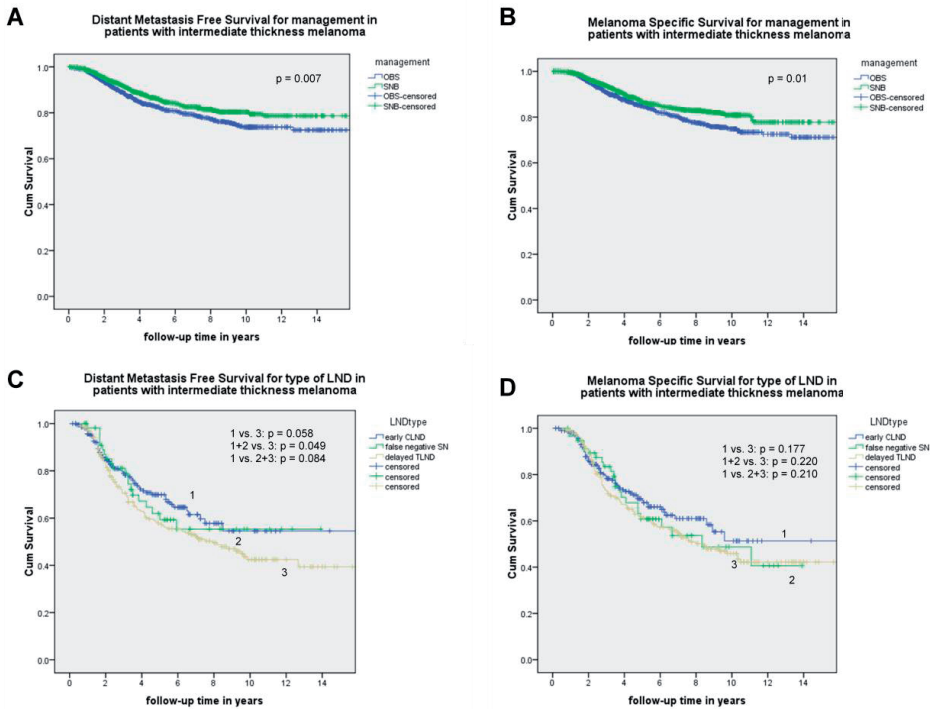 A
Distant Metastasis Free Survival for management in
patients with intermediate thickness melanoma
p = 0.007
management
OBS
SNB
OBS-censored
SNB-censored
Cum Survival
1.0
0.8
0.6
0.4
0.2
0.0
0 2 4 6 8 10 12 14
follow-up time in years
B
Melanoma Specific Survival for management in
patients with intermediate thickness melanoma
p = 0.01
management
OBS
SNB
OBS-censored
SNB-censored
Cum Survival
1.0
0.8
0.6
0.4
0.2
0.0
0 2 4 6 8 10 12 14
follow-up time in years
C
Distant Metastasis Free Survival for type of LND in
patients with intermediate thickness melanoma
1 vs. 3: p = 0.058
1+2 vs. 3: p = 0.049
1 vs. 2+3: p = 0.084
1
2
3
LNDtype
early CLND
false negative SN
delayed TLND
censored
censored
censored
Cum Survival
1.0
0.8
0.6
0.4
0.2
0.0
0 2 4 6 8 10 12 14
follow-up time in years
D
Melanoma Specific Survial for type of LND in
patients with intermediate thickness melanoma
1 vs. 3: p = 0.177
1+2 vs. 3: p = 0.220
1 vs. 2+3: p = 0.210
1
3
2
LNDtype
early CLND
false negative SN
delayed TLND
censored
censored
censored
Cum Survival
1.0
0.8
0.6
0.4
0.2
0.0
0 2 4 6 8 10 12 14
follow-up time in years